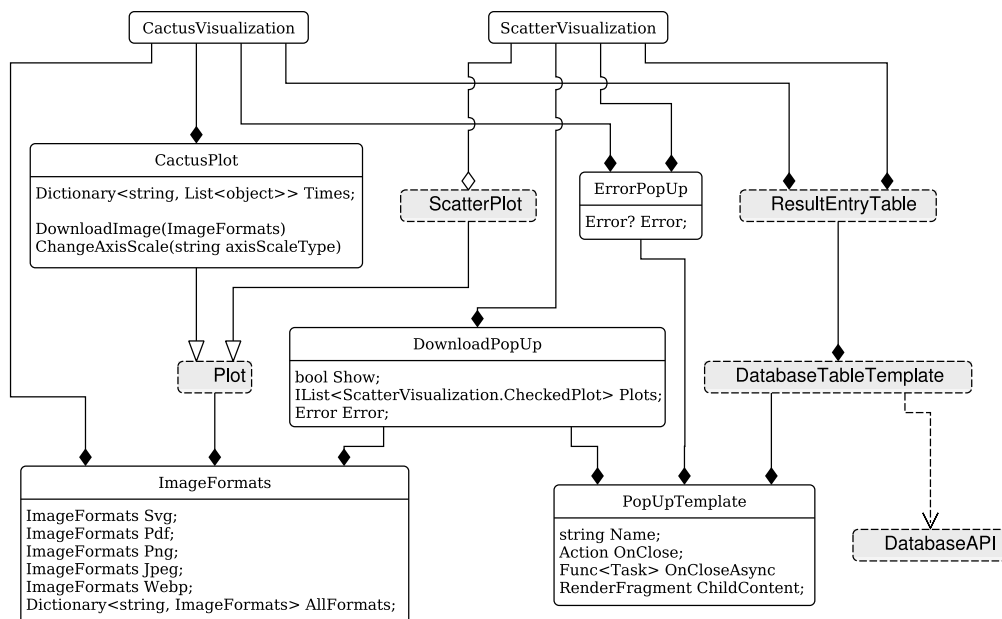 CactusVisualization
ScatterVisualization
CactusPlot
Dictionary<string, List<object>> Times;
DownloadImage(ImageFormats)
ChangeAxisScale(string axisScaleType)
ScatterPlot
ErrorPopUp
Error? Error;
ResultEntryTable
Plot
DownloadPopUp
bool Show;
IList<ScatterVisualization.CheckedPlot> Plots;
Error Error;
DatabaseTableTemplate
ImageFormats
ImageFormats Svg;
ImageFormats Pdf;
ImageFormats Png;
ImageFormats Jpeg;
ImageFormats Webp;
Dictionary<string, ImageFormats> AllFormats;
PopUpTemplate
string Name;
Action OnClose;
Func<Task> OnCloseAsync
RenderFragment ChildContent;
DatabaseAPI